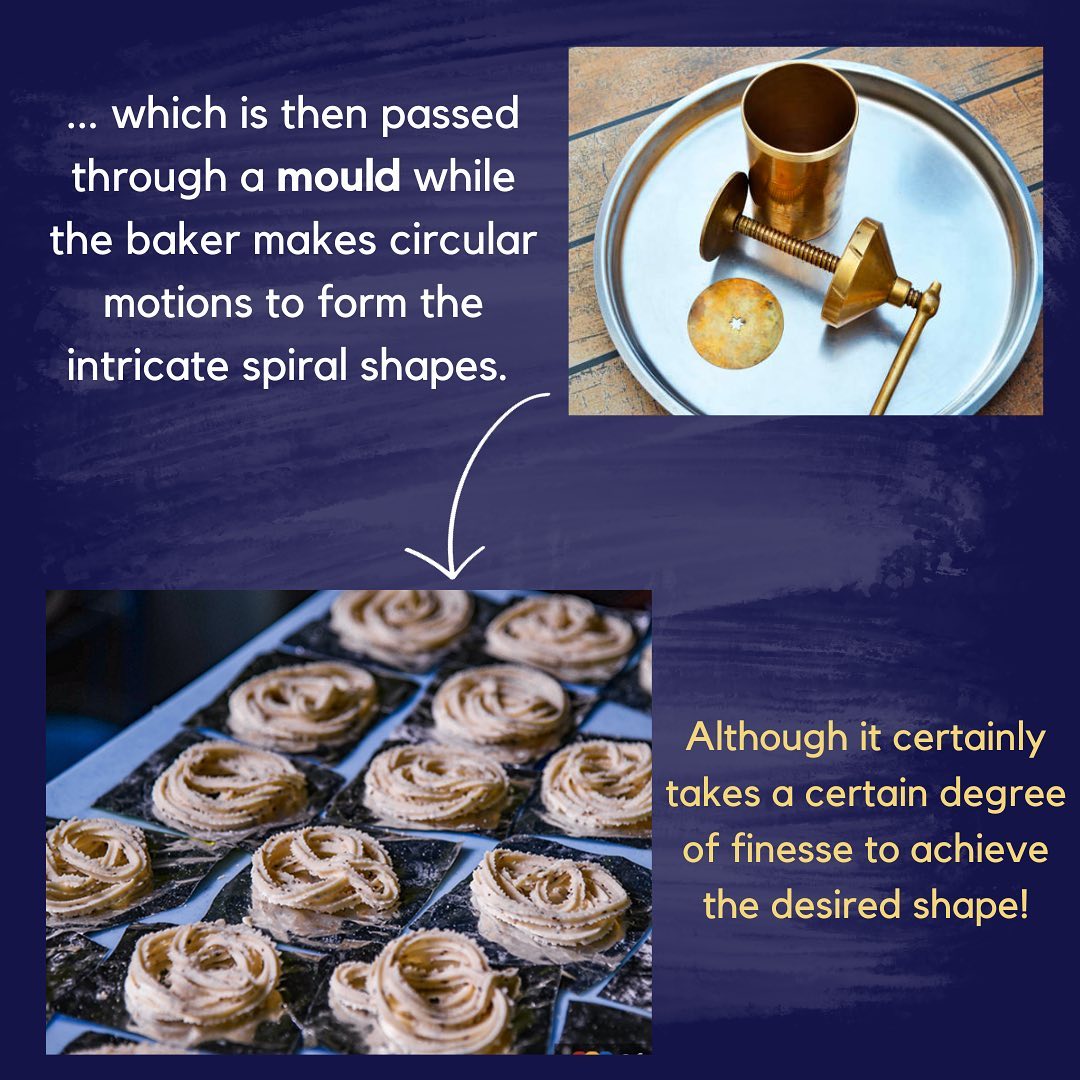 ... which is then passed
through a mould while
the baker makes circular
motions to form the
intricate spiral shapes.
Although it certainly
takes a certain degree
of finesse to achieve
the desired shape!